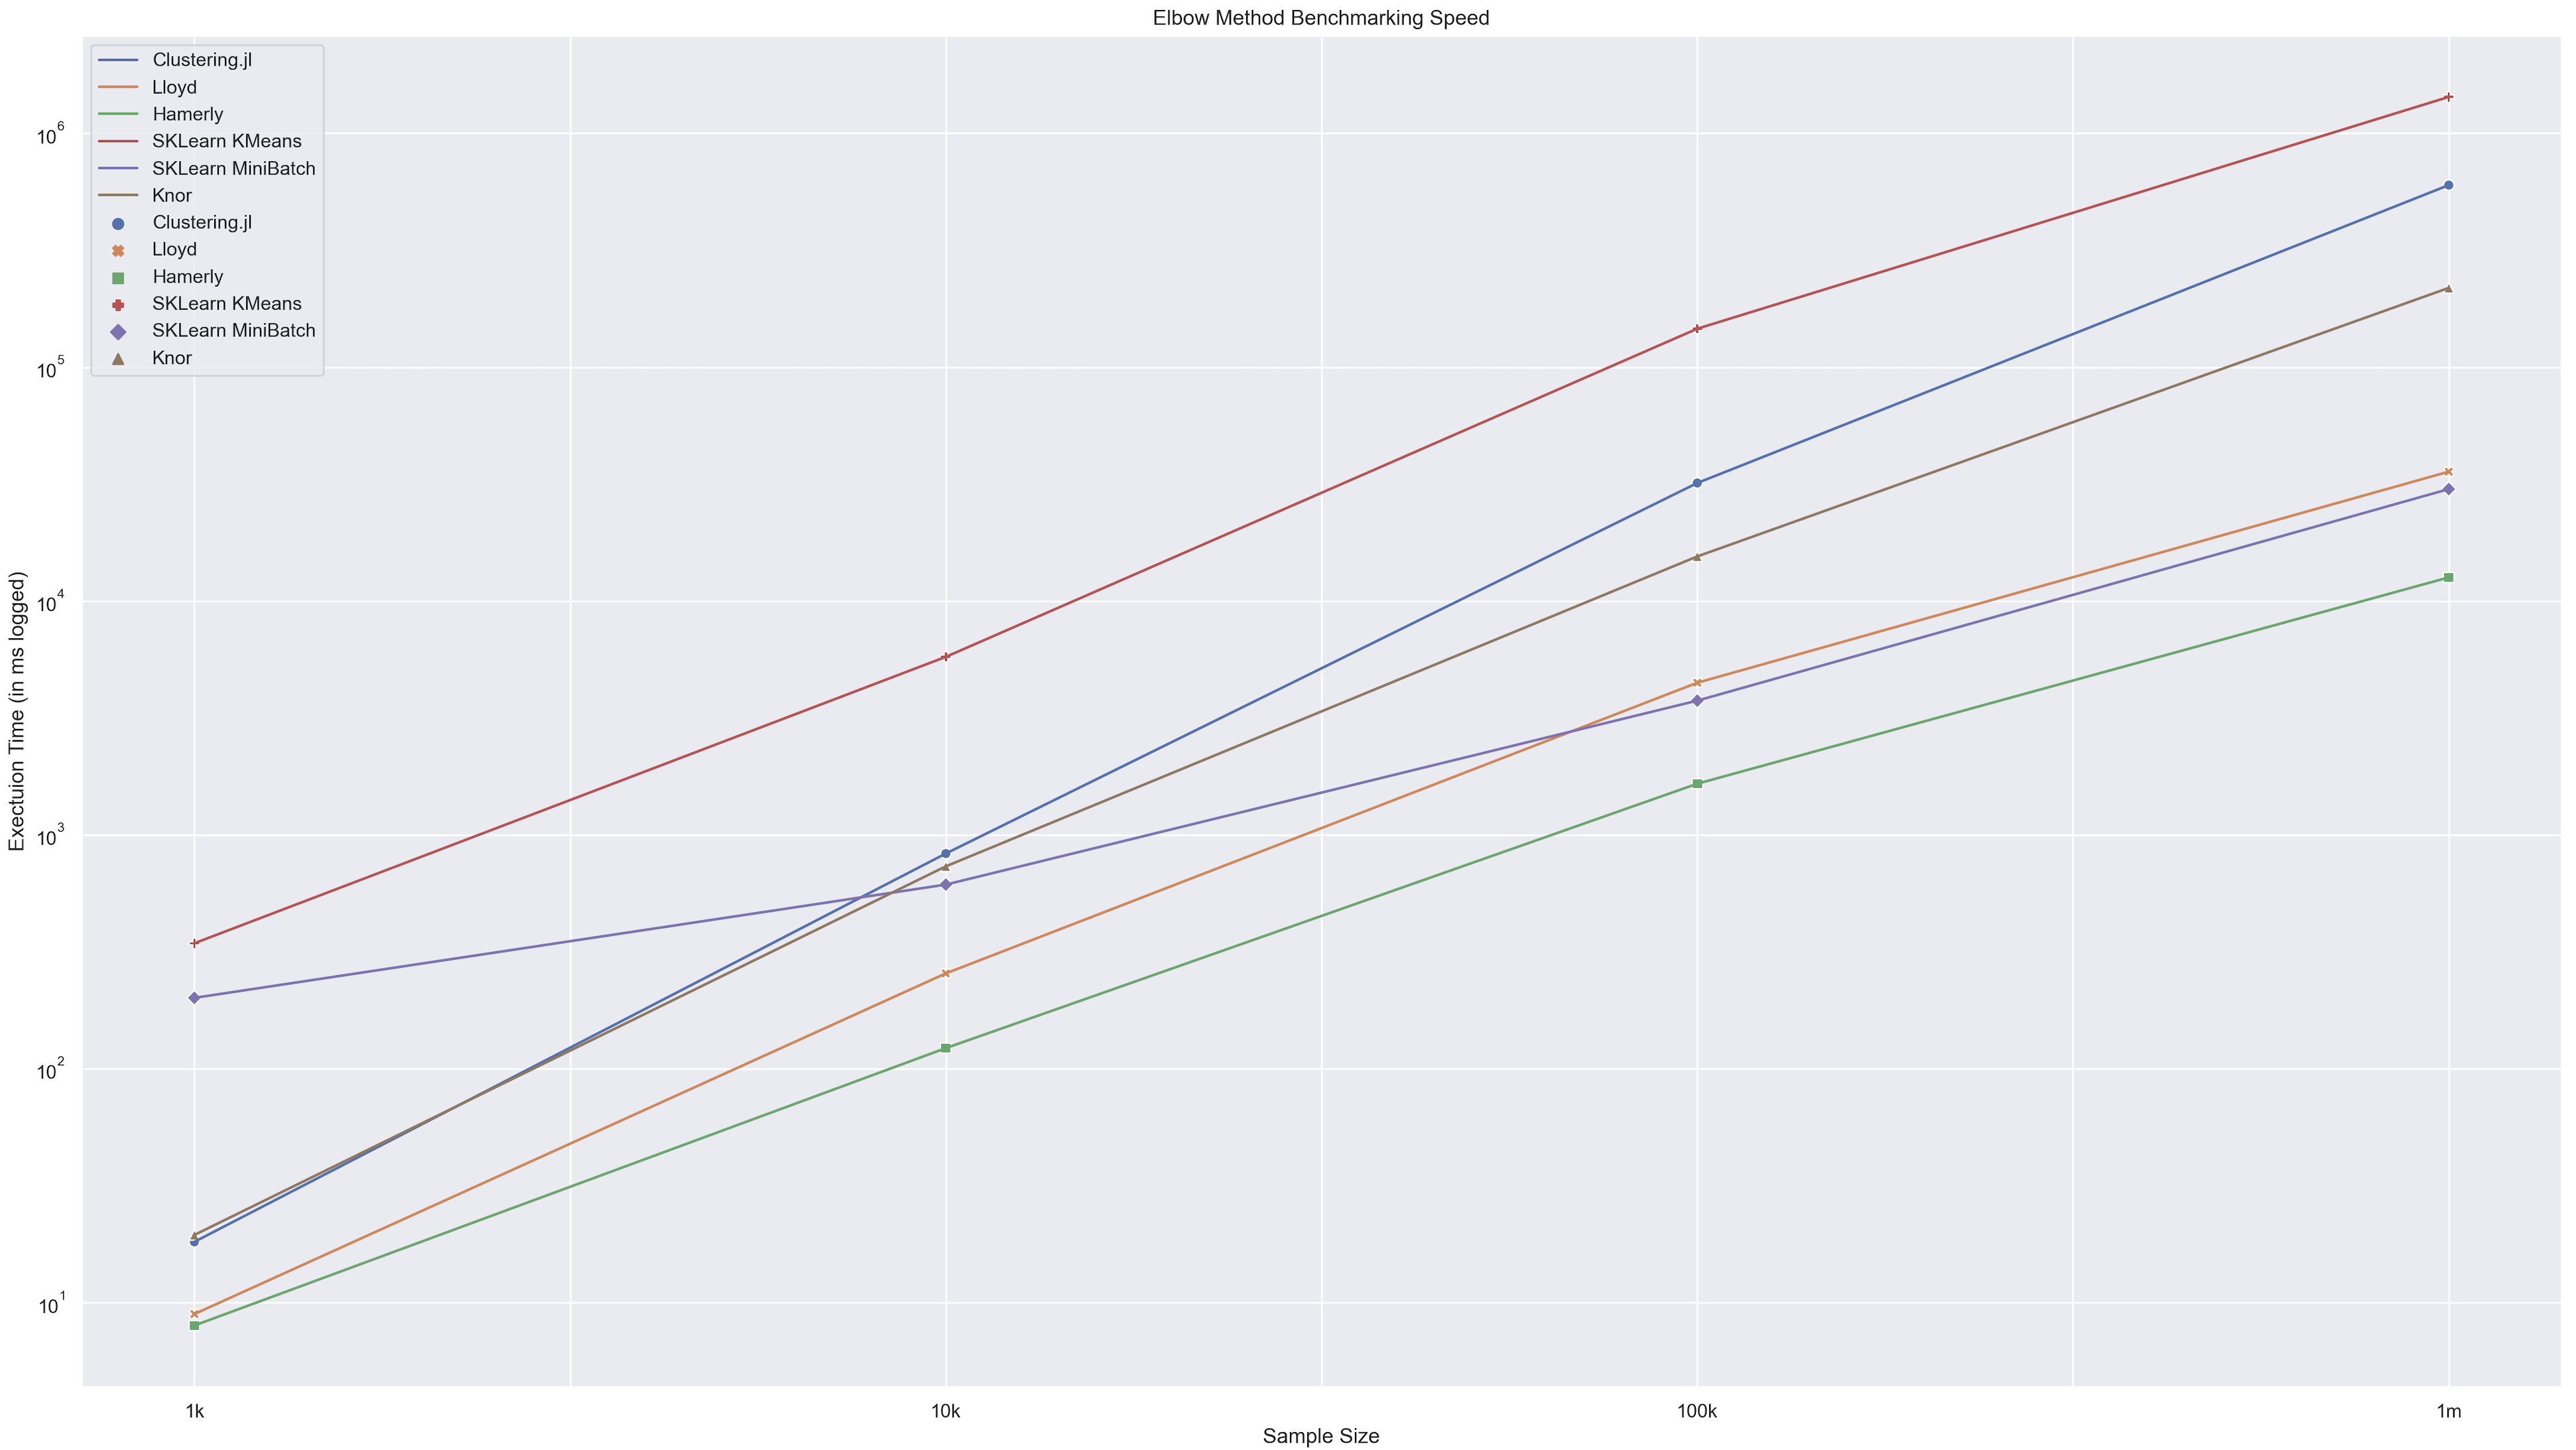 Elbow Method Benchmarking Speed
Clustering.jl
Lloyd
Hamerly
SKLearn KMeans
SKLearn MiniBatch
Knor
Clustering.jl
Lloyd
Hamerly
SKLearn KMeans
SKLearn MiniBatch
Knor
10^6
10^5
10^4
10^3
10^2
10^1
Exectuion Time (in ms logged)
1k 10k 100k 1m
Sample Size